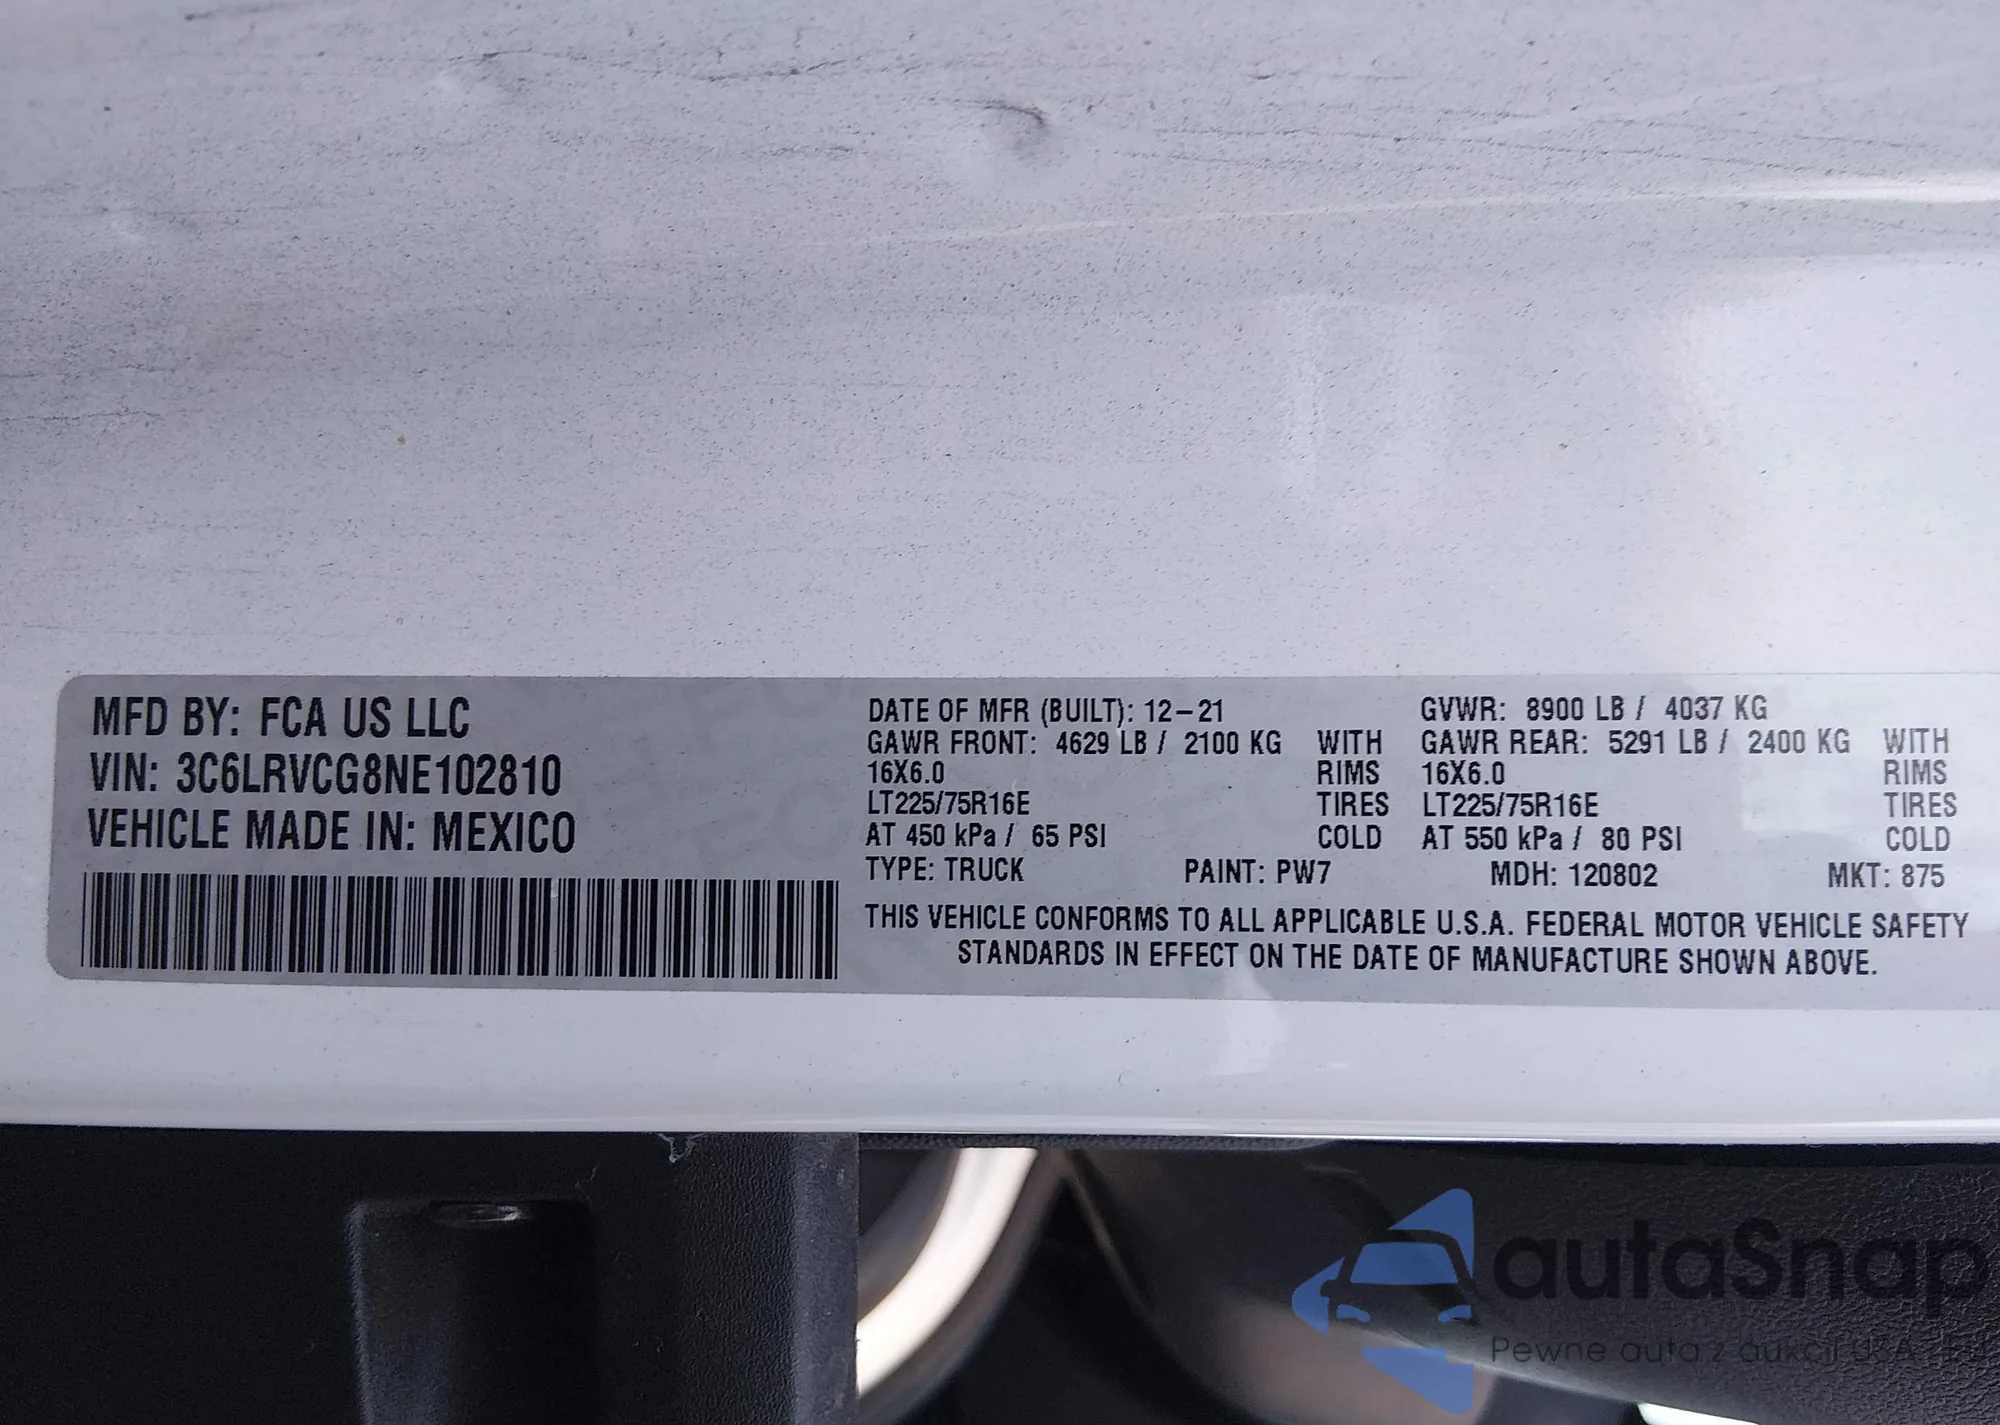 MFD BY: FCA US LLC
VIN: 3C6LRVCG8NE102810
VEHICLE MADE IN: MEXICO
DATE OF MFR (BUILT): 12-21 GVWR: 8900 LB / 4037 KG
GAWR FRONT: 4629 LB / 2100 KG WITH GAWR REAR: 5291 LB / 2400 KG WITH
16X6.0 RIMS 16X6.0 RIMS
LT225/75R16E TIRES LT225/75R16E TIRES
AT 450 kPa / 65 PSI COLD AT 550 kPa / 80 PSI COLD
TYPE: TRUCK PAINT: PW7 MDH: 120802 MKT: 875
THIS VEHICLE CONFORMS TO ALL APPLICABLE U.S.A. FEDERAL MOTOR VEHICLE SAFETY
STANDARDS IN EFFECT ON THE DATE OF MANUFACTURE SHOWN ABOVE.
autaSnap
Pewne auta z aukcji USA